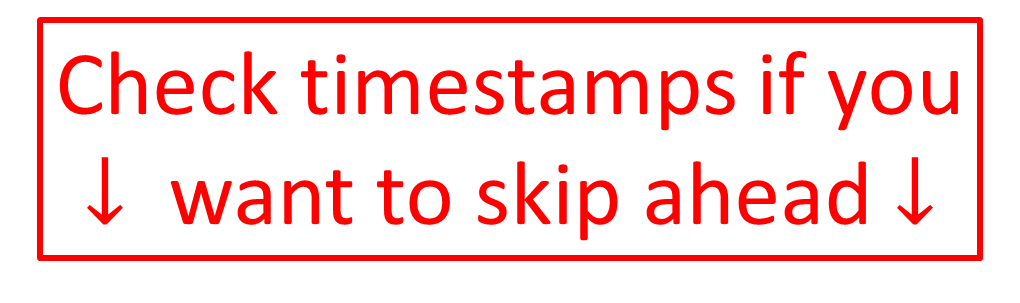 Check timestamps if you
↓ want to skip ahead ↓